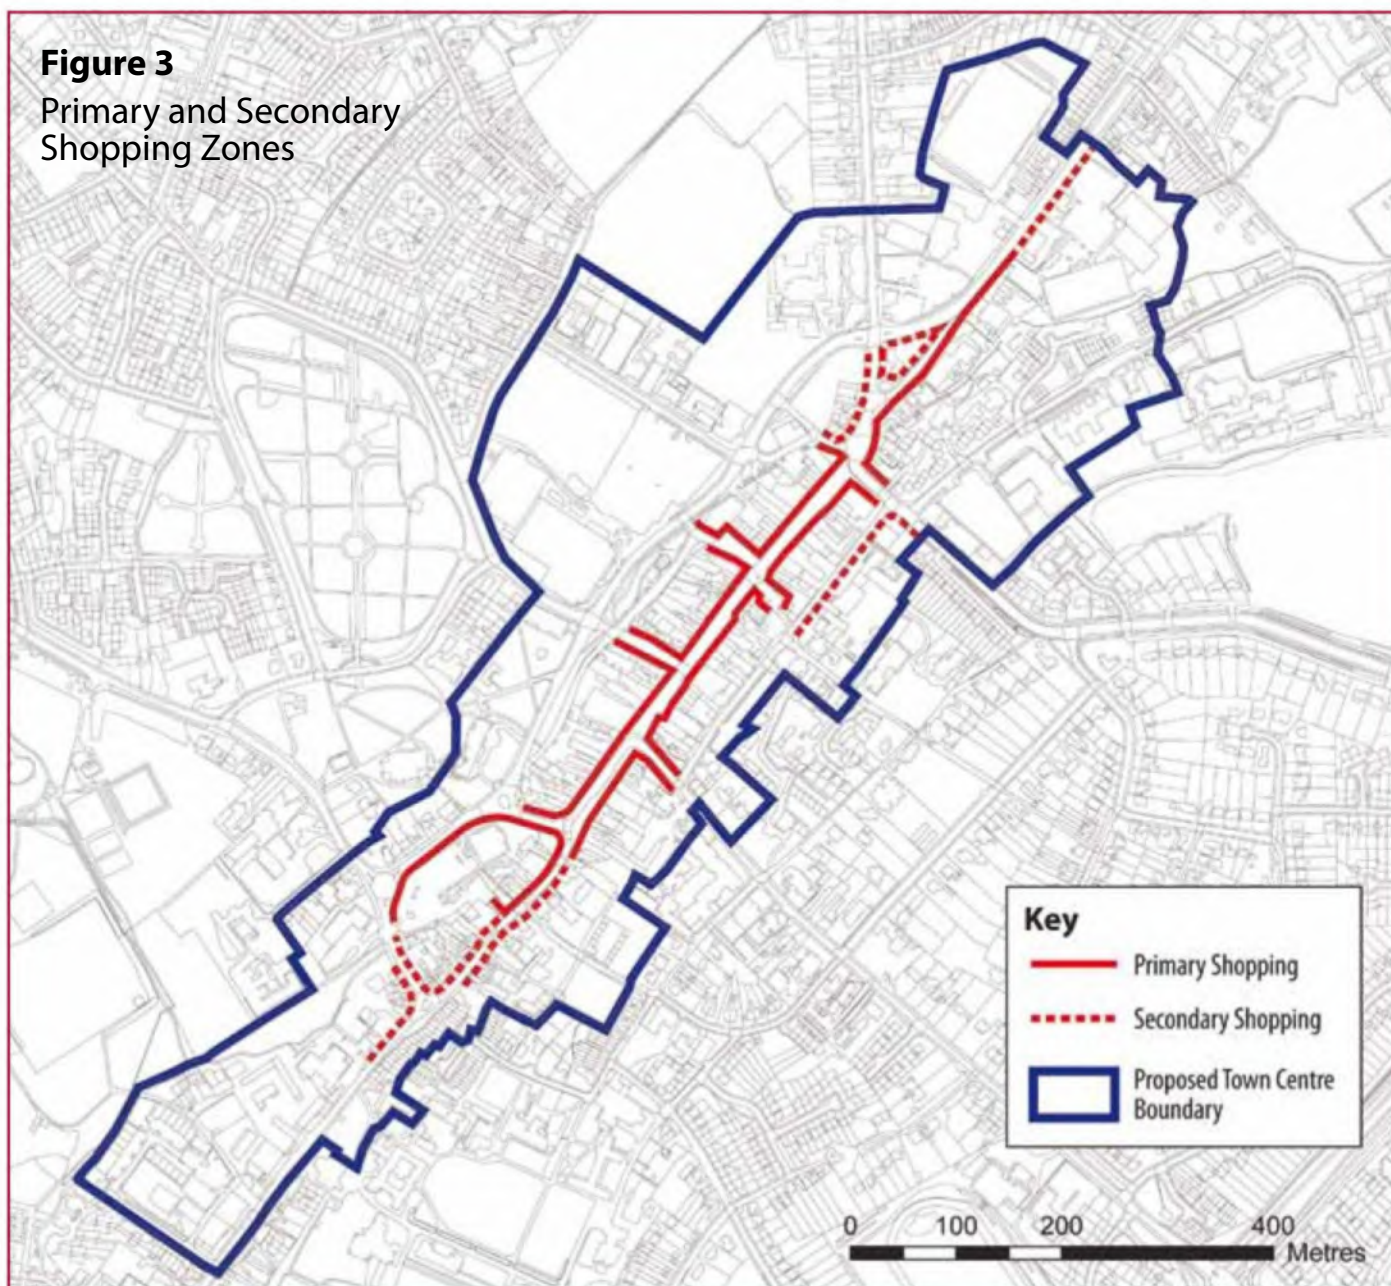 Figure 3
Primary and Secondary
Shopping Zones
Key
Primary Shopping
Secondary Shopping
Proposed Town Centre
Boundary
0 100 200 400
Metres